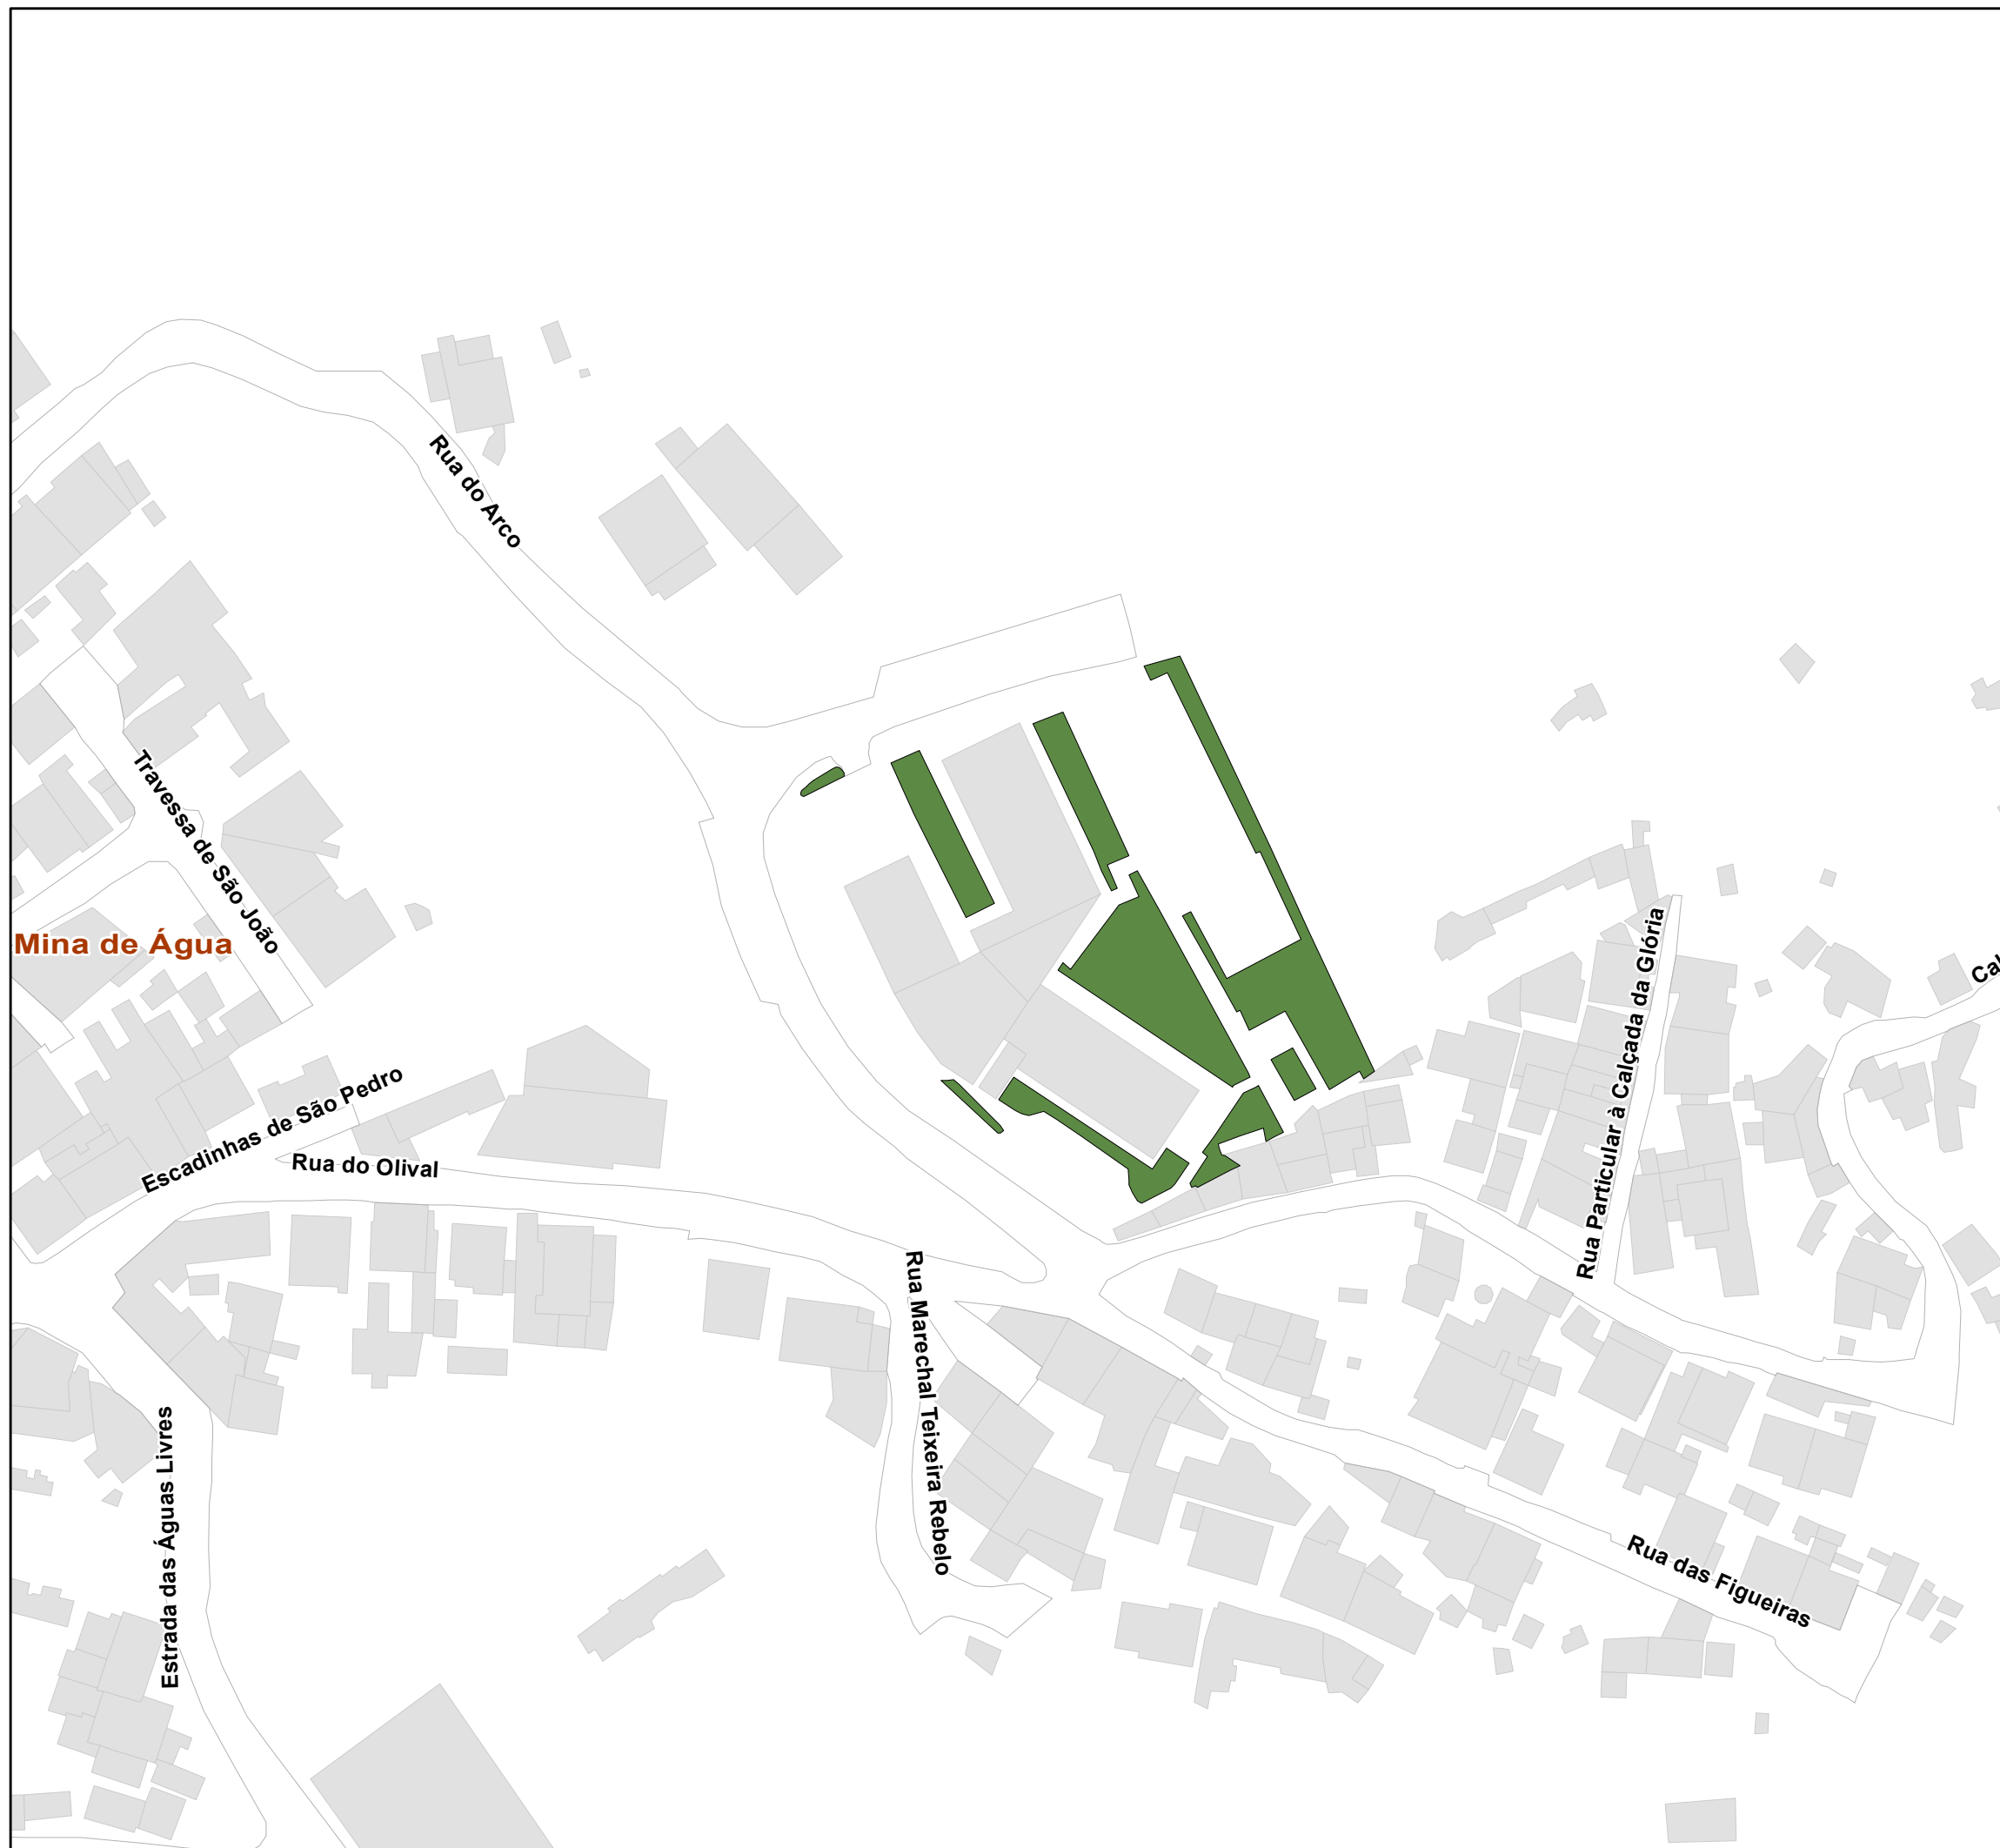 Rua do Arco
Travessa de São João
Mina de Água
Rua Particular à Calçada da Glória
Cal
Escadinhas de São Pedro
Rua do Olival
Rua Marechal Teixeira Rebelo
Estrada das Águas Livres
Rua das Figueiras